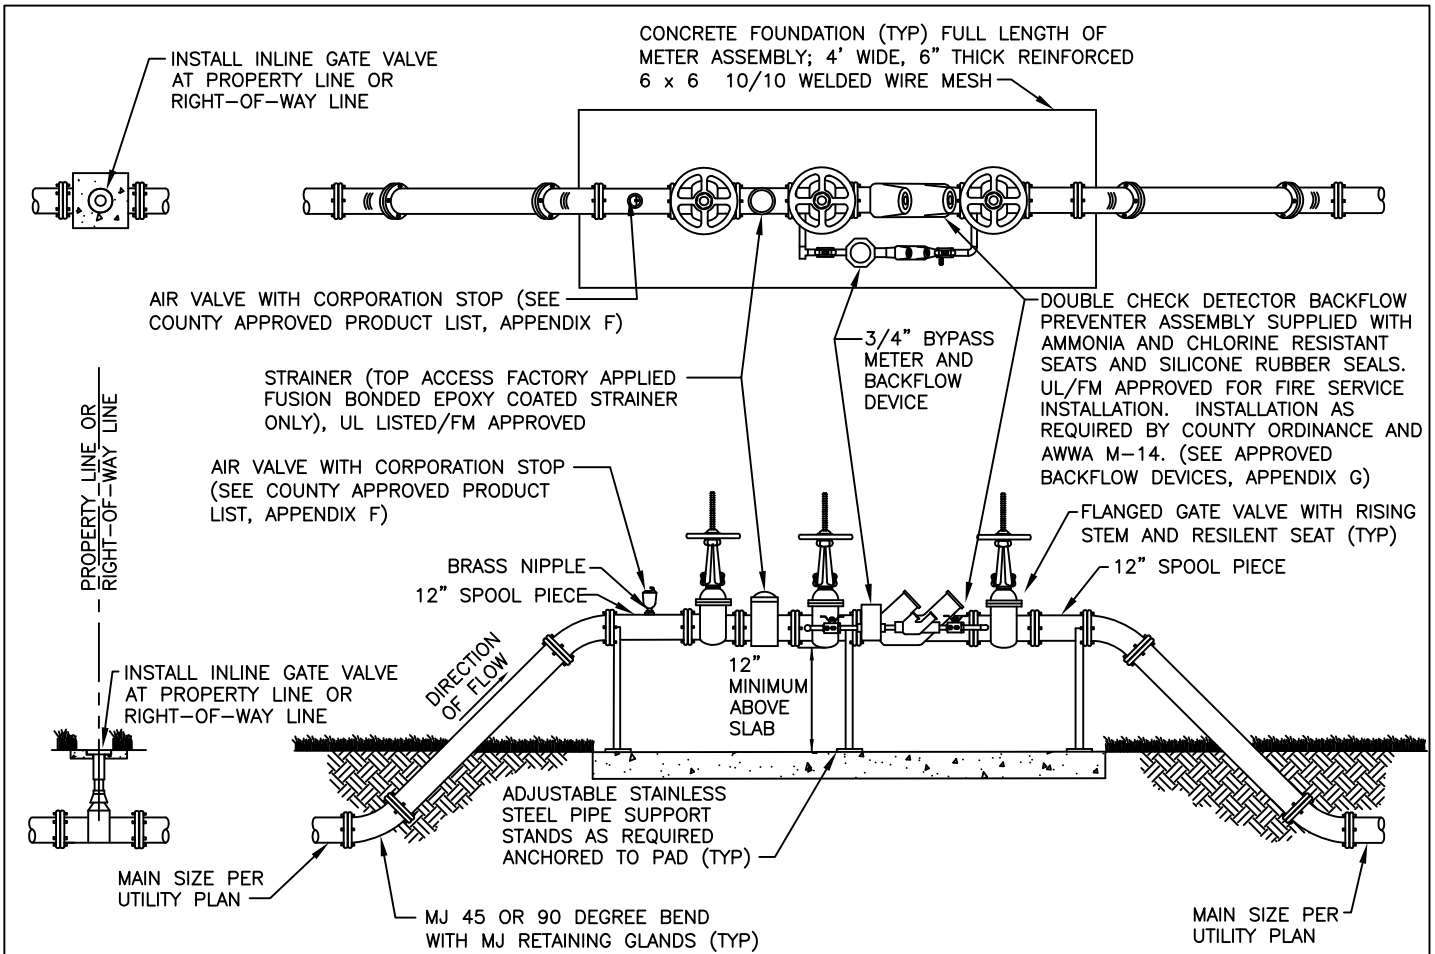 INSTALL INLINE GATE VALVE
AT PROPERTY LINE OR
RIGHT-OF-WAY LINE
CONCRETE FOUNDATION (TYP) FULL LENGTH OF
METER ASSEMBLY; 4' WIDE, 6" THICK REINFORCED
6 x 6 10/10 WELDED WIRE MESH
AIR VALVE WITH CORPORATION STOP (SEE
COUNTY APPROVED PRODUCT LIST, APPENDIX F)
STRAINER (TOP ACCESS FACTORY APPLIED
FUSION BONDED EPOXY COATED STRAINER
ONLY), UL LISTED/FM APPROVED
3/4" BYPASS
METER AND
BACKFLOW
DEVICE
DOUBLE CHECK DETECTOR BACKFLOW
PREVENTER ASSEMBLY SUPPLIED WITH
AMMONIA AND CHLORINE RESISTANT
SEATS AND SILICONE RUBBER SEALS.
UL/FM APPROVED FOR FIRE SERVICE
INSTALLATION. INSTALLATION AS
REQUIRED BY COUNTY ORDINANCE AND
AWWA M-14. (SEE APPROVED
BACKFLOW DEVICES, APPENDIX G)
PROPERTY LINE OR
RIGHT-OF-WAY LINE
AIR VALVE WITH CORPORATION STOP
(SEE COUNTY APPROVED PRODUCT
LIST, APPENDIX F)
FLANGED GATE VALVE WITH RISING
STEM AND RESILENT SEAT (TYP)
BRASS NIPPLE
12" SPOOL PIECE
12" SPOOL PIECE
DIRECTION
OF FLOW
12"
MINIMUM
ABOVE
SLAB
INSTALL INLINE GATE VALVE
AT PROPERTY LINE OR
RIGHT-OF-WAY LINE
ADJUSTABLE STAINLESS
STEEL PIPE SUPPORT
STANDS AS REQUIRED
ANCHORED TO PAD (TYP)
MAIN SIZE PER
UTILITY PLAN
MJ 45 OR 90 DEGREE BEND
WITH MJ RETAINING GLANDS (TYP)
MAIN SIZE PER
UTILITY PLAN